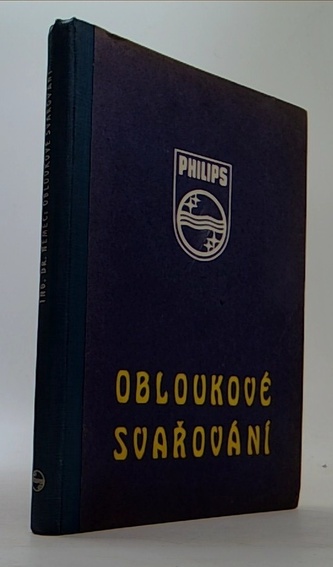 PHILIPS
OBLOUKOVÉ
SVAŘOVÁNÍ
ING. DR. NĚMEC: OBLOUKOVÉ SVAŘOVÁNÍ